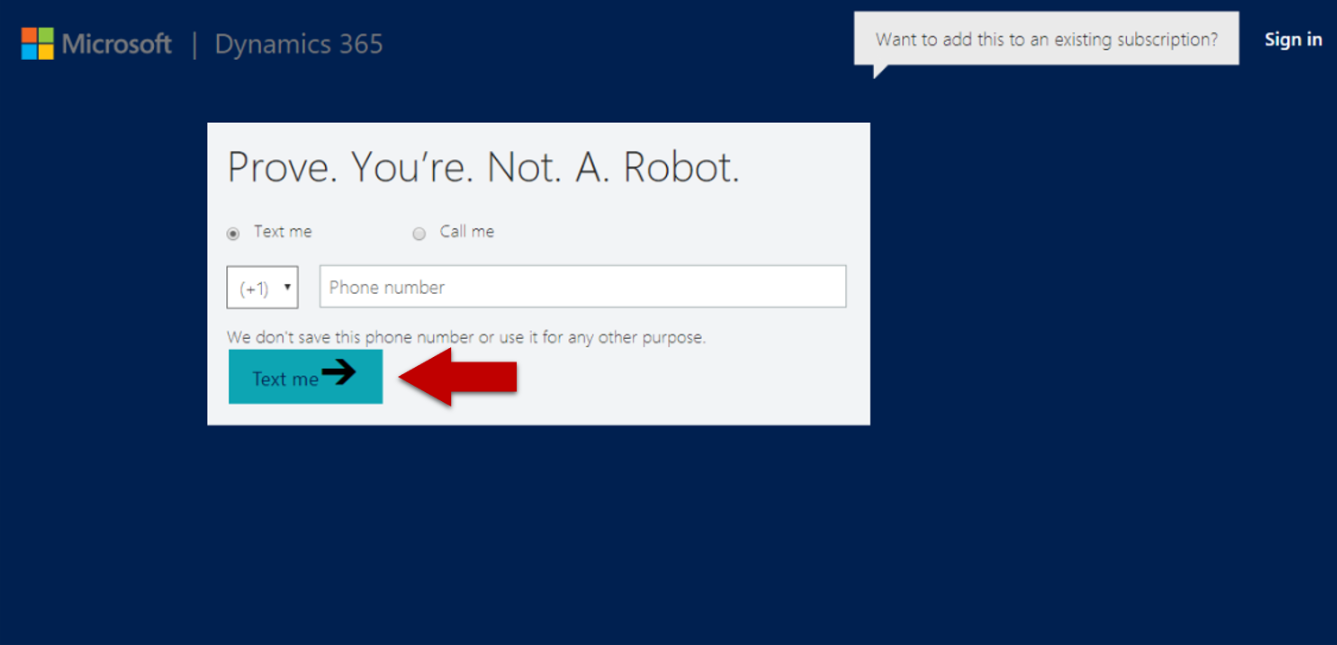 Microsoft | Dynamics 365
Want to add this to an existing subscription?
Sign in
Prove. You're. Not. A. Robot.
Text me
Call me
(+1)
Phone number
We don't save this phone number or use it for any other purpose.
Text me